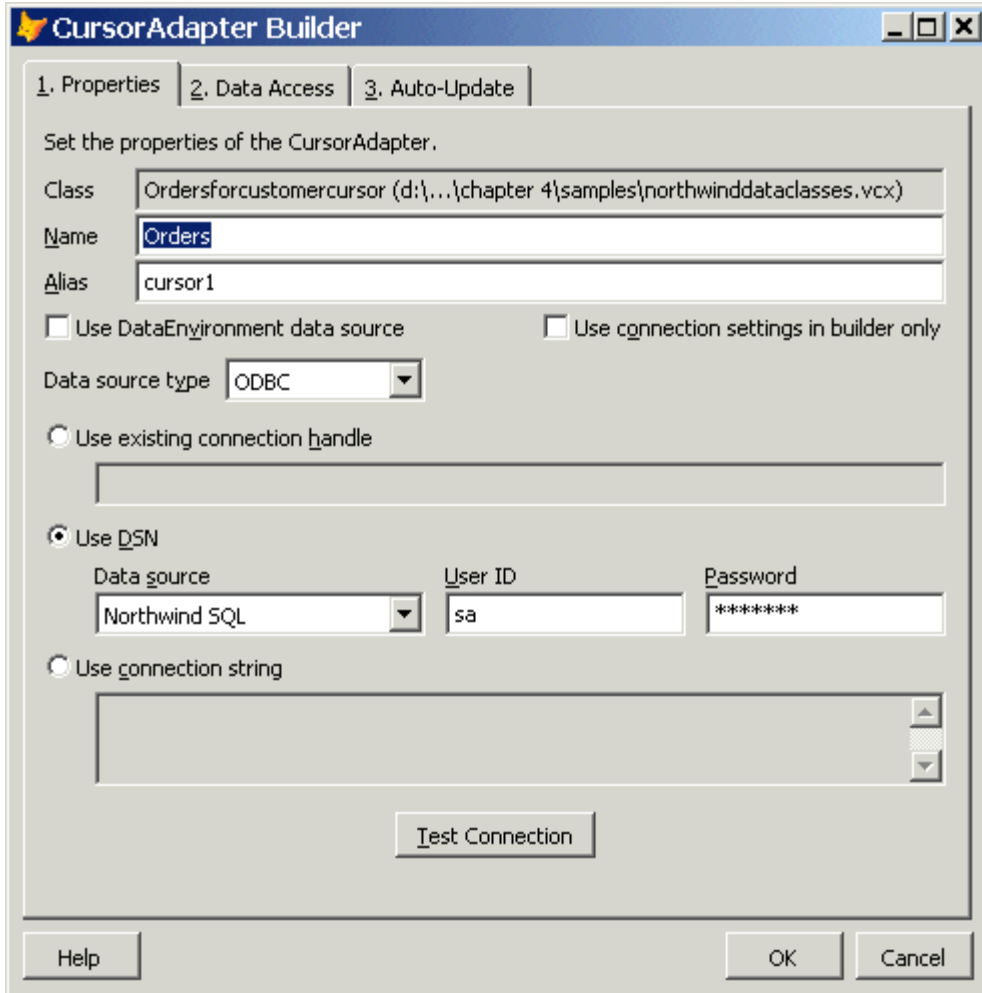 CursorAdapter Builder
1. Properties 2. Data Access 3. Auto-Update
Set the properties of the CursorAdapter.
Class Ordersforcustomercursor (d:\...\chapter 4\samples\northwinddataclasses.vcx)
Name Orders
Alias cursor1
Use DataEnvironment data source Use connection settings in builder only
Data source type ODBC
Use existing connection handle
Use DSN
Data source User ID Password
Northwind SQL sa *******
Use connection string
Test Connection
Help OK Cancel